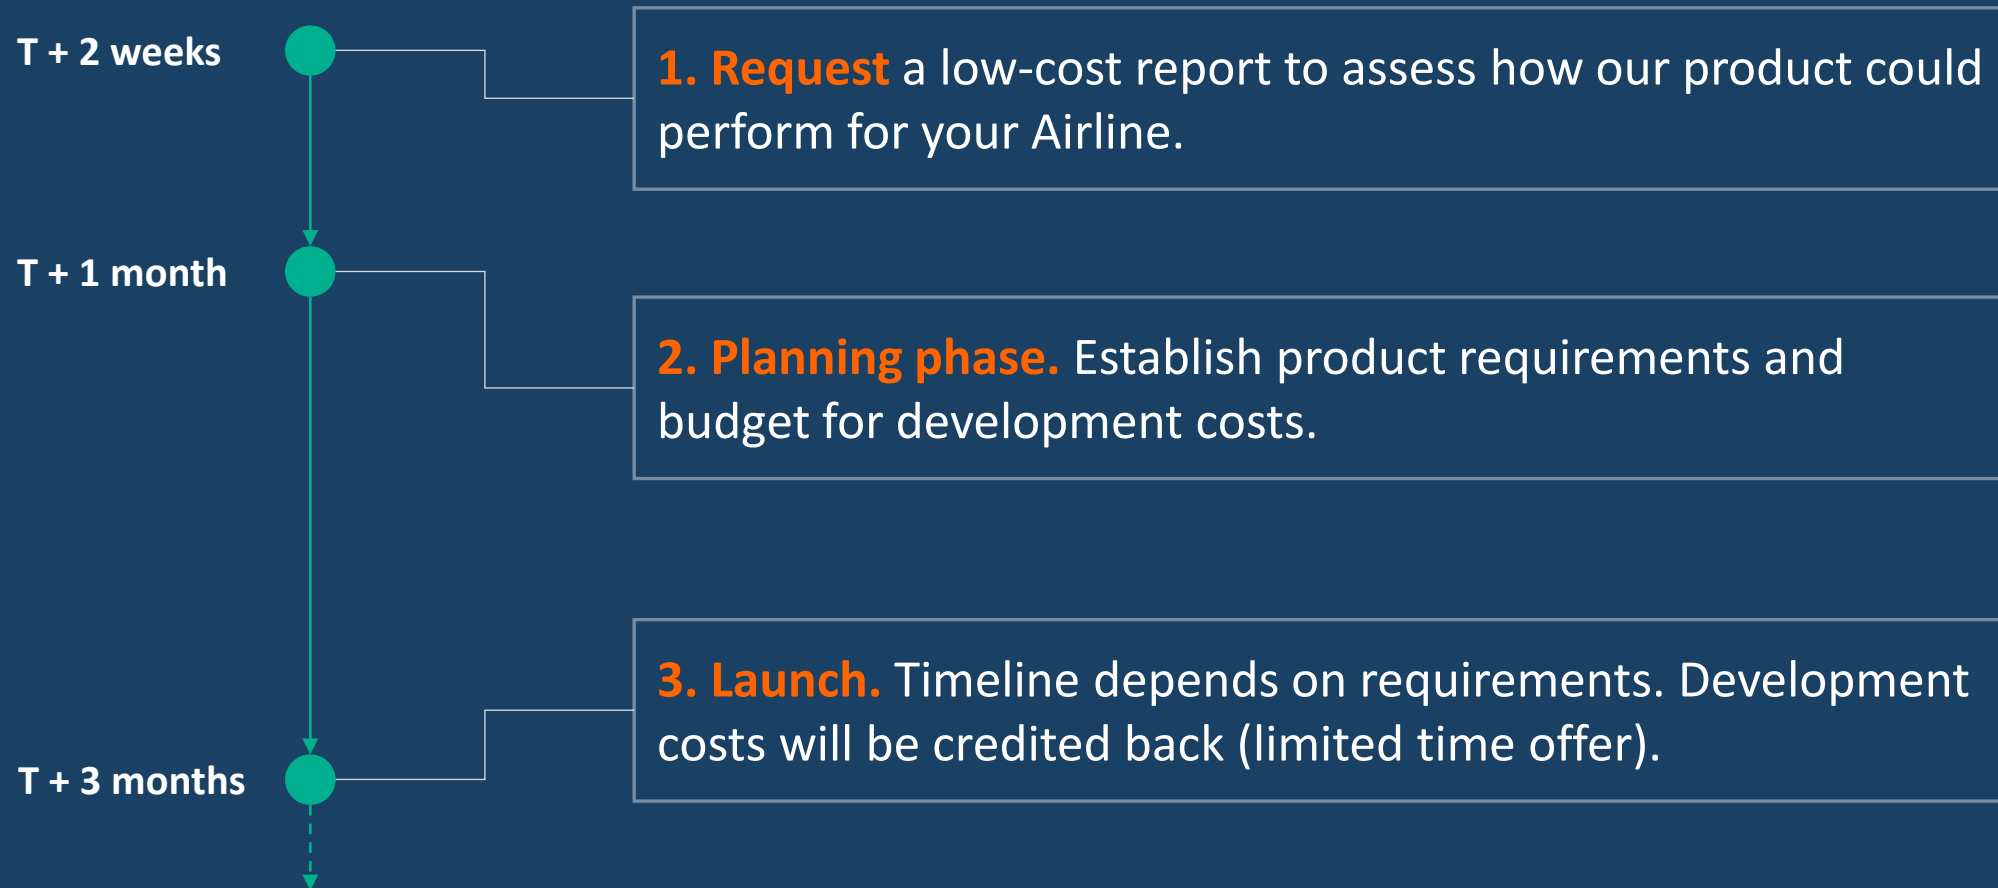 T + 2 weeks
1. Request a low-cost report to assess how our product could
perform for your Airline.
T + 1 month
2. Planning phase. Establish product requirements and
budget for development costs.
3. Launch. Timeline depends on requirements. Development
costs will be credited back (limited time offer).
T + 3 months